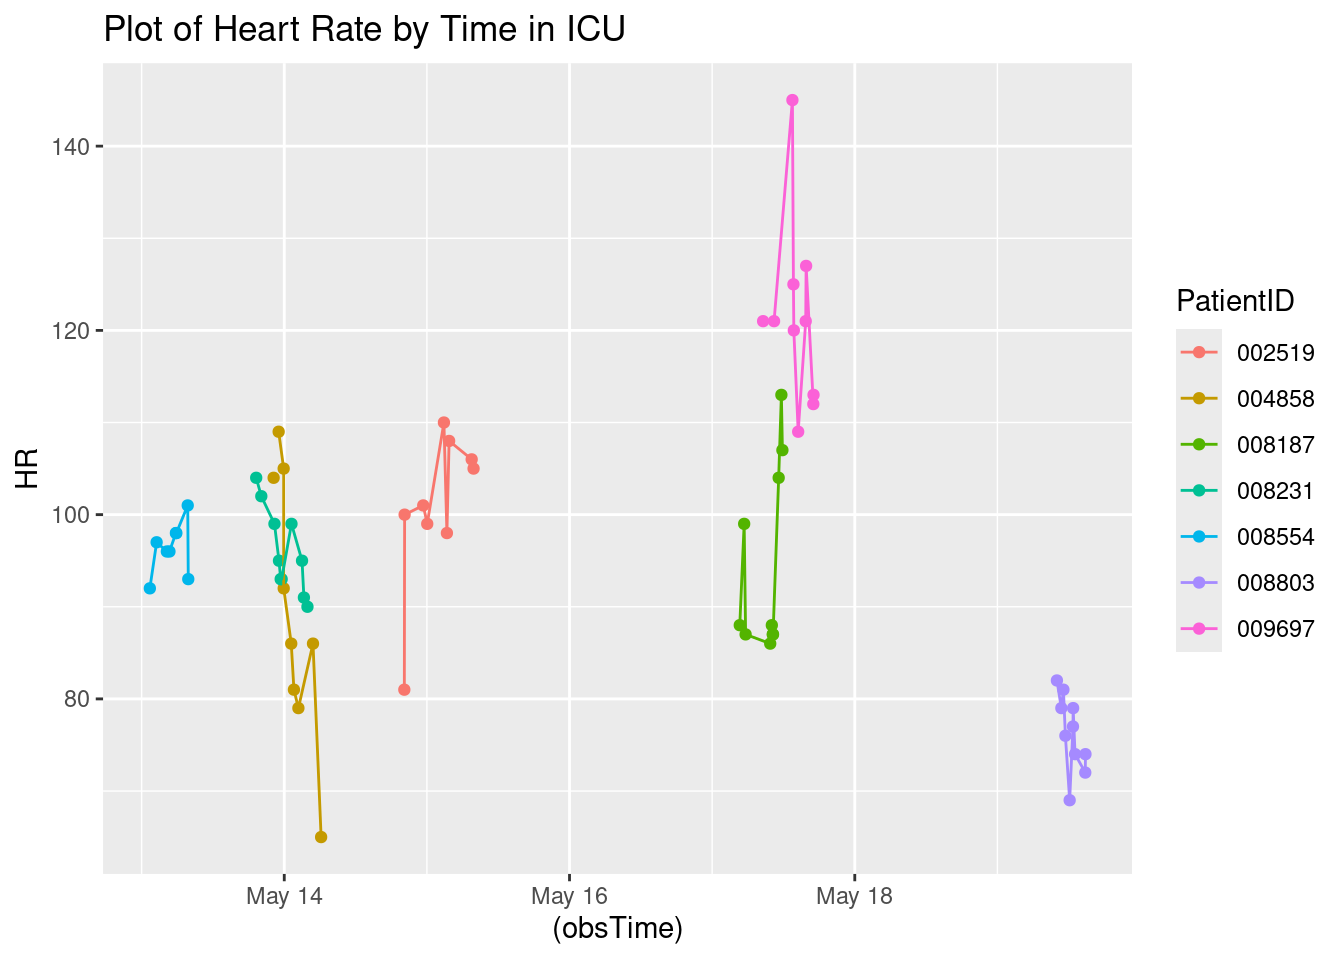 Plot of Heart Rate by Time in ICU
140
120
100
80
HR
May 14
May 16
May 18
(obsTime)
PatientID
002519
004858
008187
008231
008554
008803
009697